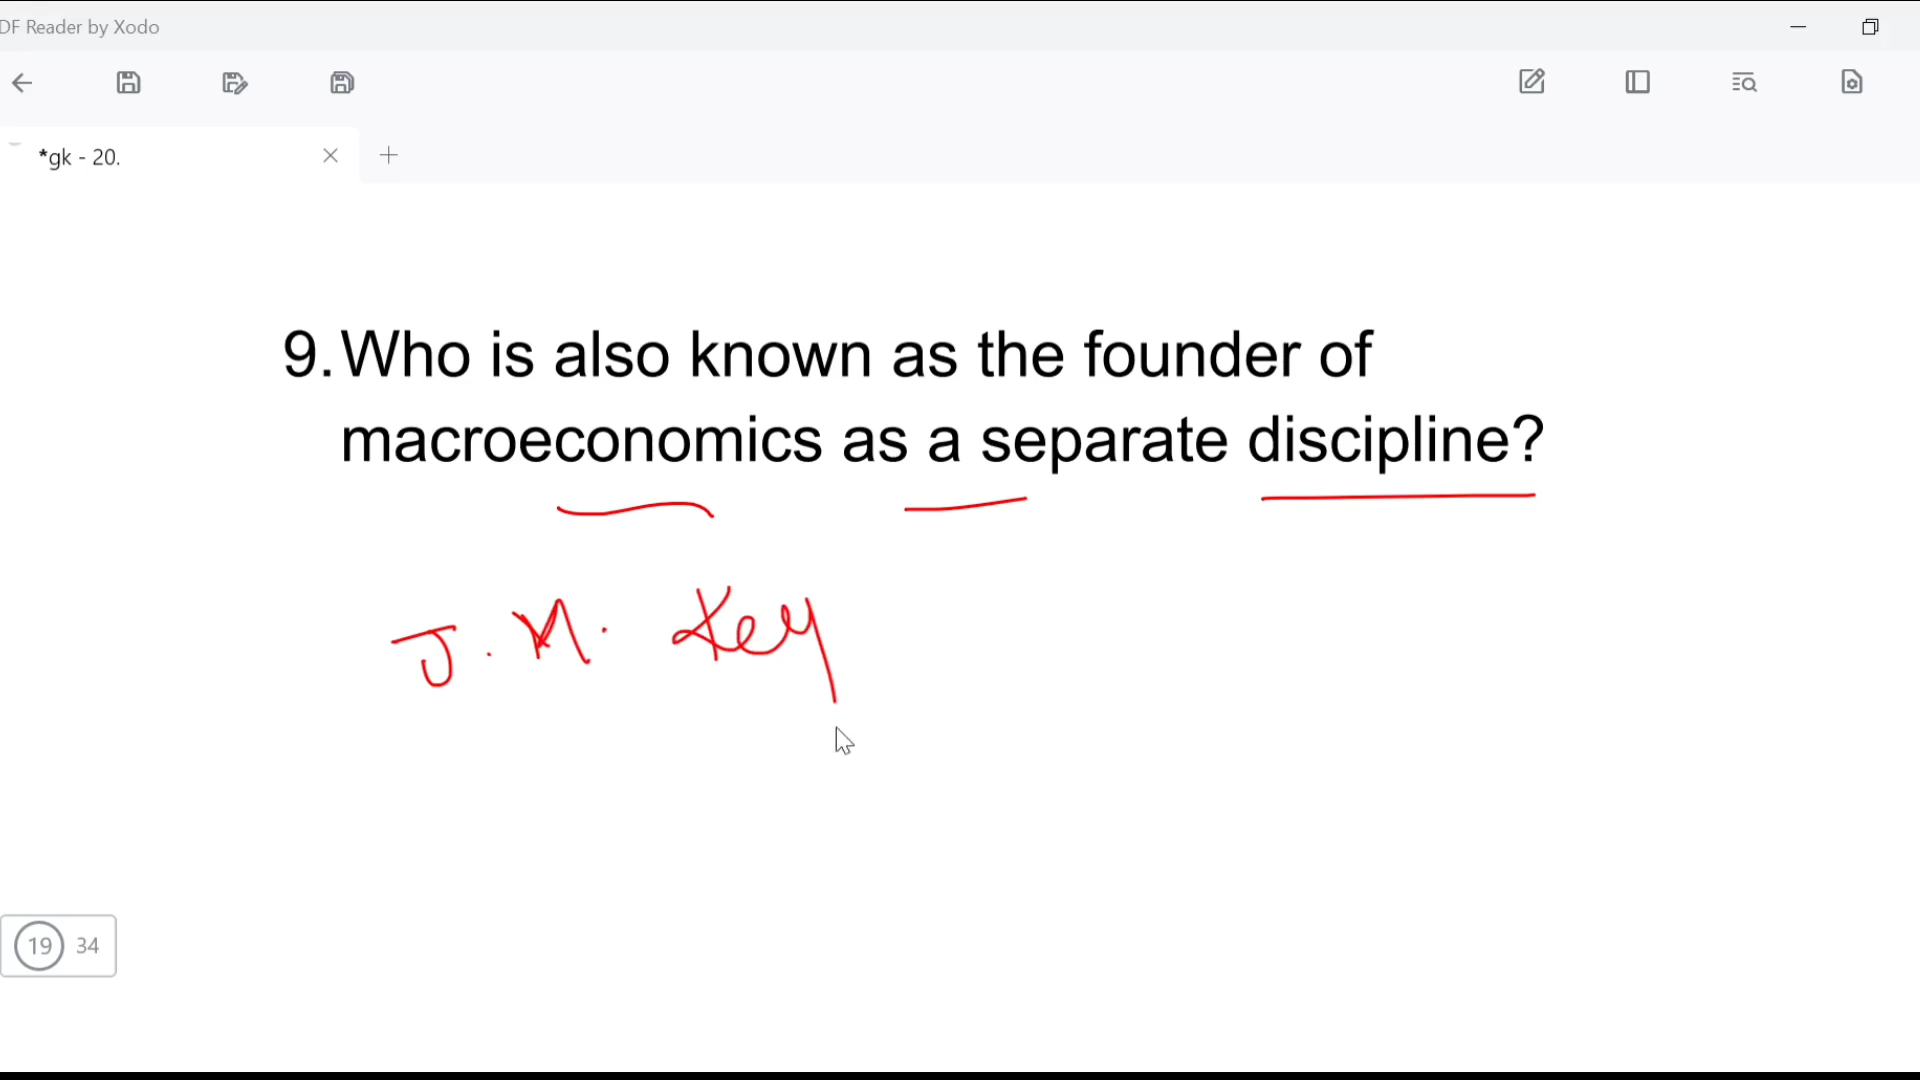 DF Reader by Xodo
*gk - 20.
9. Who is also known as the founder of
macroeconomics as a separate discipline?
J. M. Key
19 34